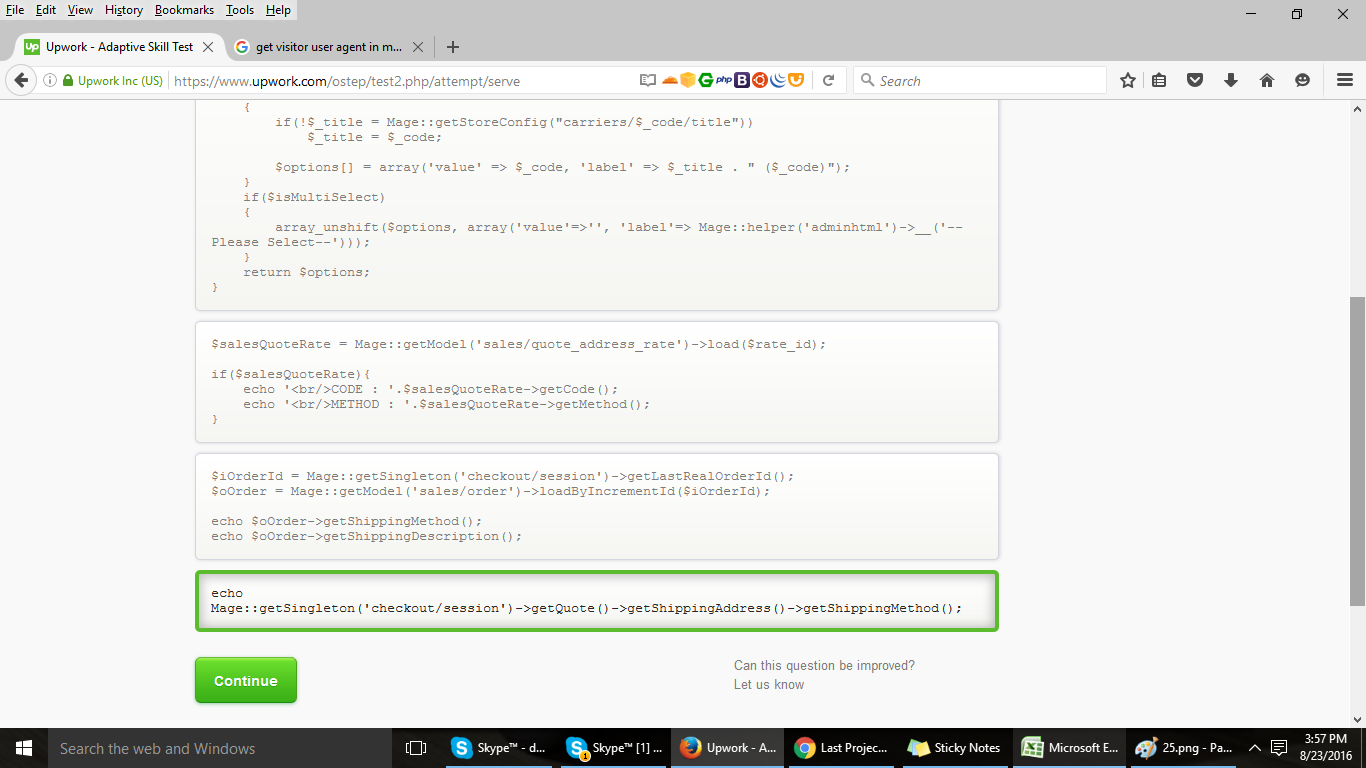 File Edit View History Bookmarks Tools Help
Upwork - Adaptive Skill Test
get visitor user agent in m...
Upwork Inc (US) https://www.upwork.com/ostep/test2.php/attempt/serve
Search
{
if(!$_title = Mage::getStoreConfig("carriers/$_code/title"))
$_title = $_code;
$options[] = array('value' => $_code, 'label' => $_title . " ($_code)");
}
if($isMultiSelect)
{
array_unshift($options, array('value'=>'', 'label'=> Mage::helper('adminhtml')->__('--
Please Select--')));
}
return $options;
}
$salesQuoteRate = Mage::getModel('sales/quote_address_rate')->load($rate_id);
if($salesQuoteRate){
echo '<br/>CODE : '.$salesQuoteRate->getCode();
echo '<br/>METHOD : '.$salesQuoteRate->getMethod();
}
$iOrderId = Mage::getSingleton('checkout/session')->getLastRealOrderId();
$oOrder = Mage::getModel('sales/order')->loadByIncrementId($iOrderId);
echo $oOrder->getShippingMethod();
echo $oOrder->getShippingDescription();
echo
Mage::getSingleton('checkout/session')->getQuote()->getShippingAddress()->getShippingMethod();
Continue
Can this question be improved?
Let us know
Search the web and Windows
Skype™ - d...
Skype™ [1] ...
Upwork - A...
Last Projec...
Sticky Notes
Microsoft E...
25.png - Pa...
3:57 PM
8/23/2016